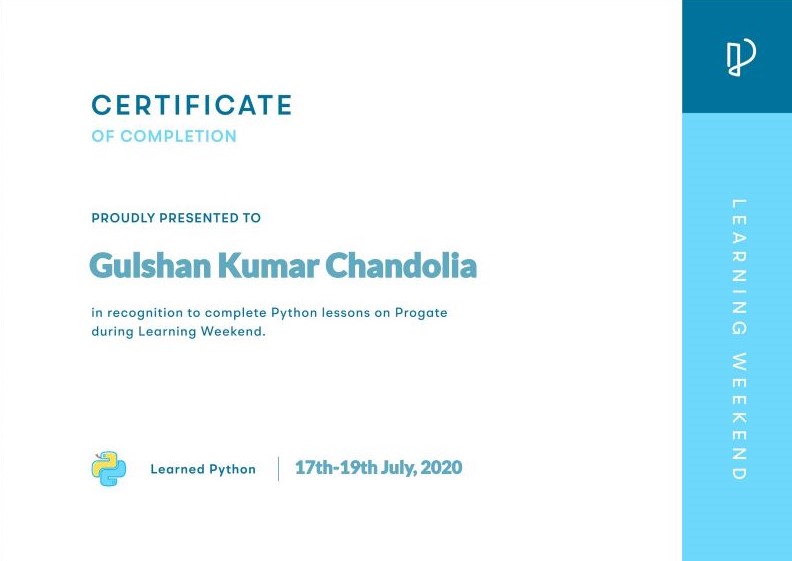 CERTIFICATE
OF COMPLETION
PROUDLY PRESENTED TO
Gulshan Kumar Chandolia
in recognition to complete Python lessons on Progate
during Learning Weekend.
Learned Python
17th-19th July, 2020
LEARNING WEEKEND